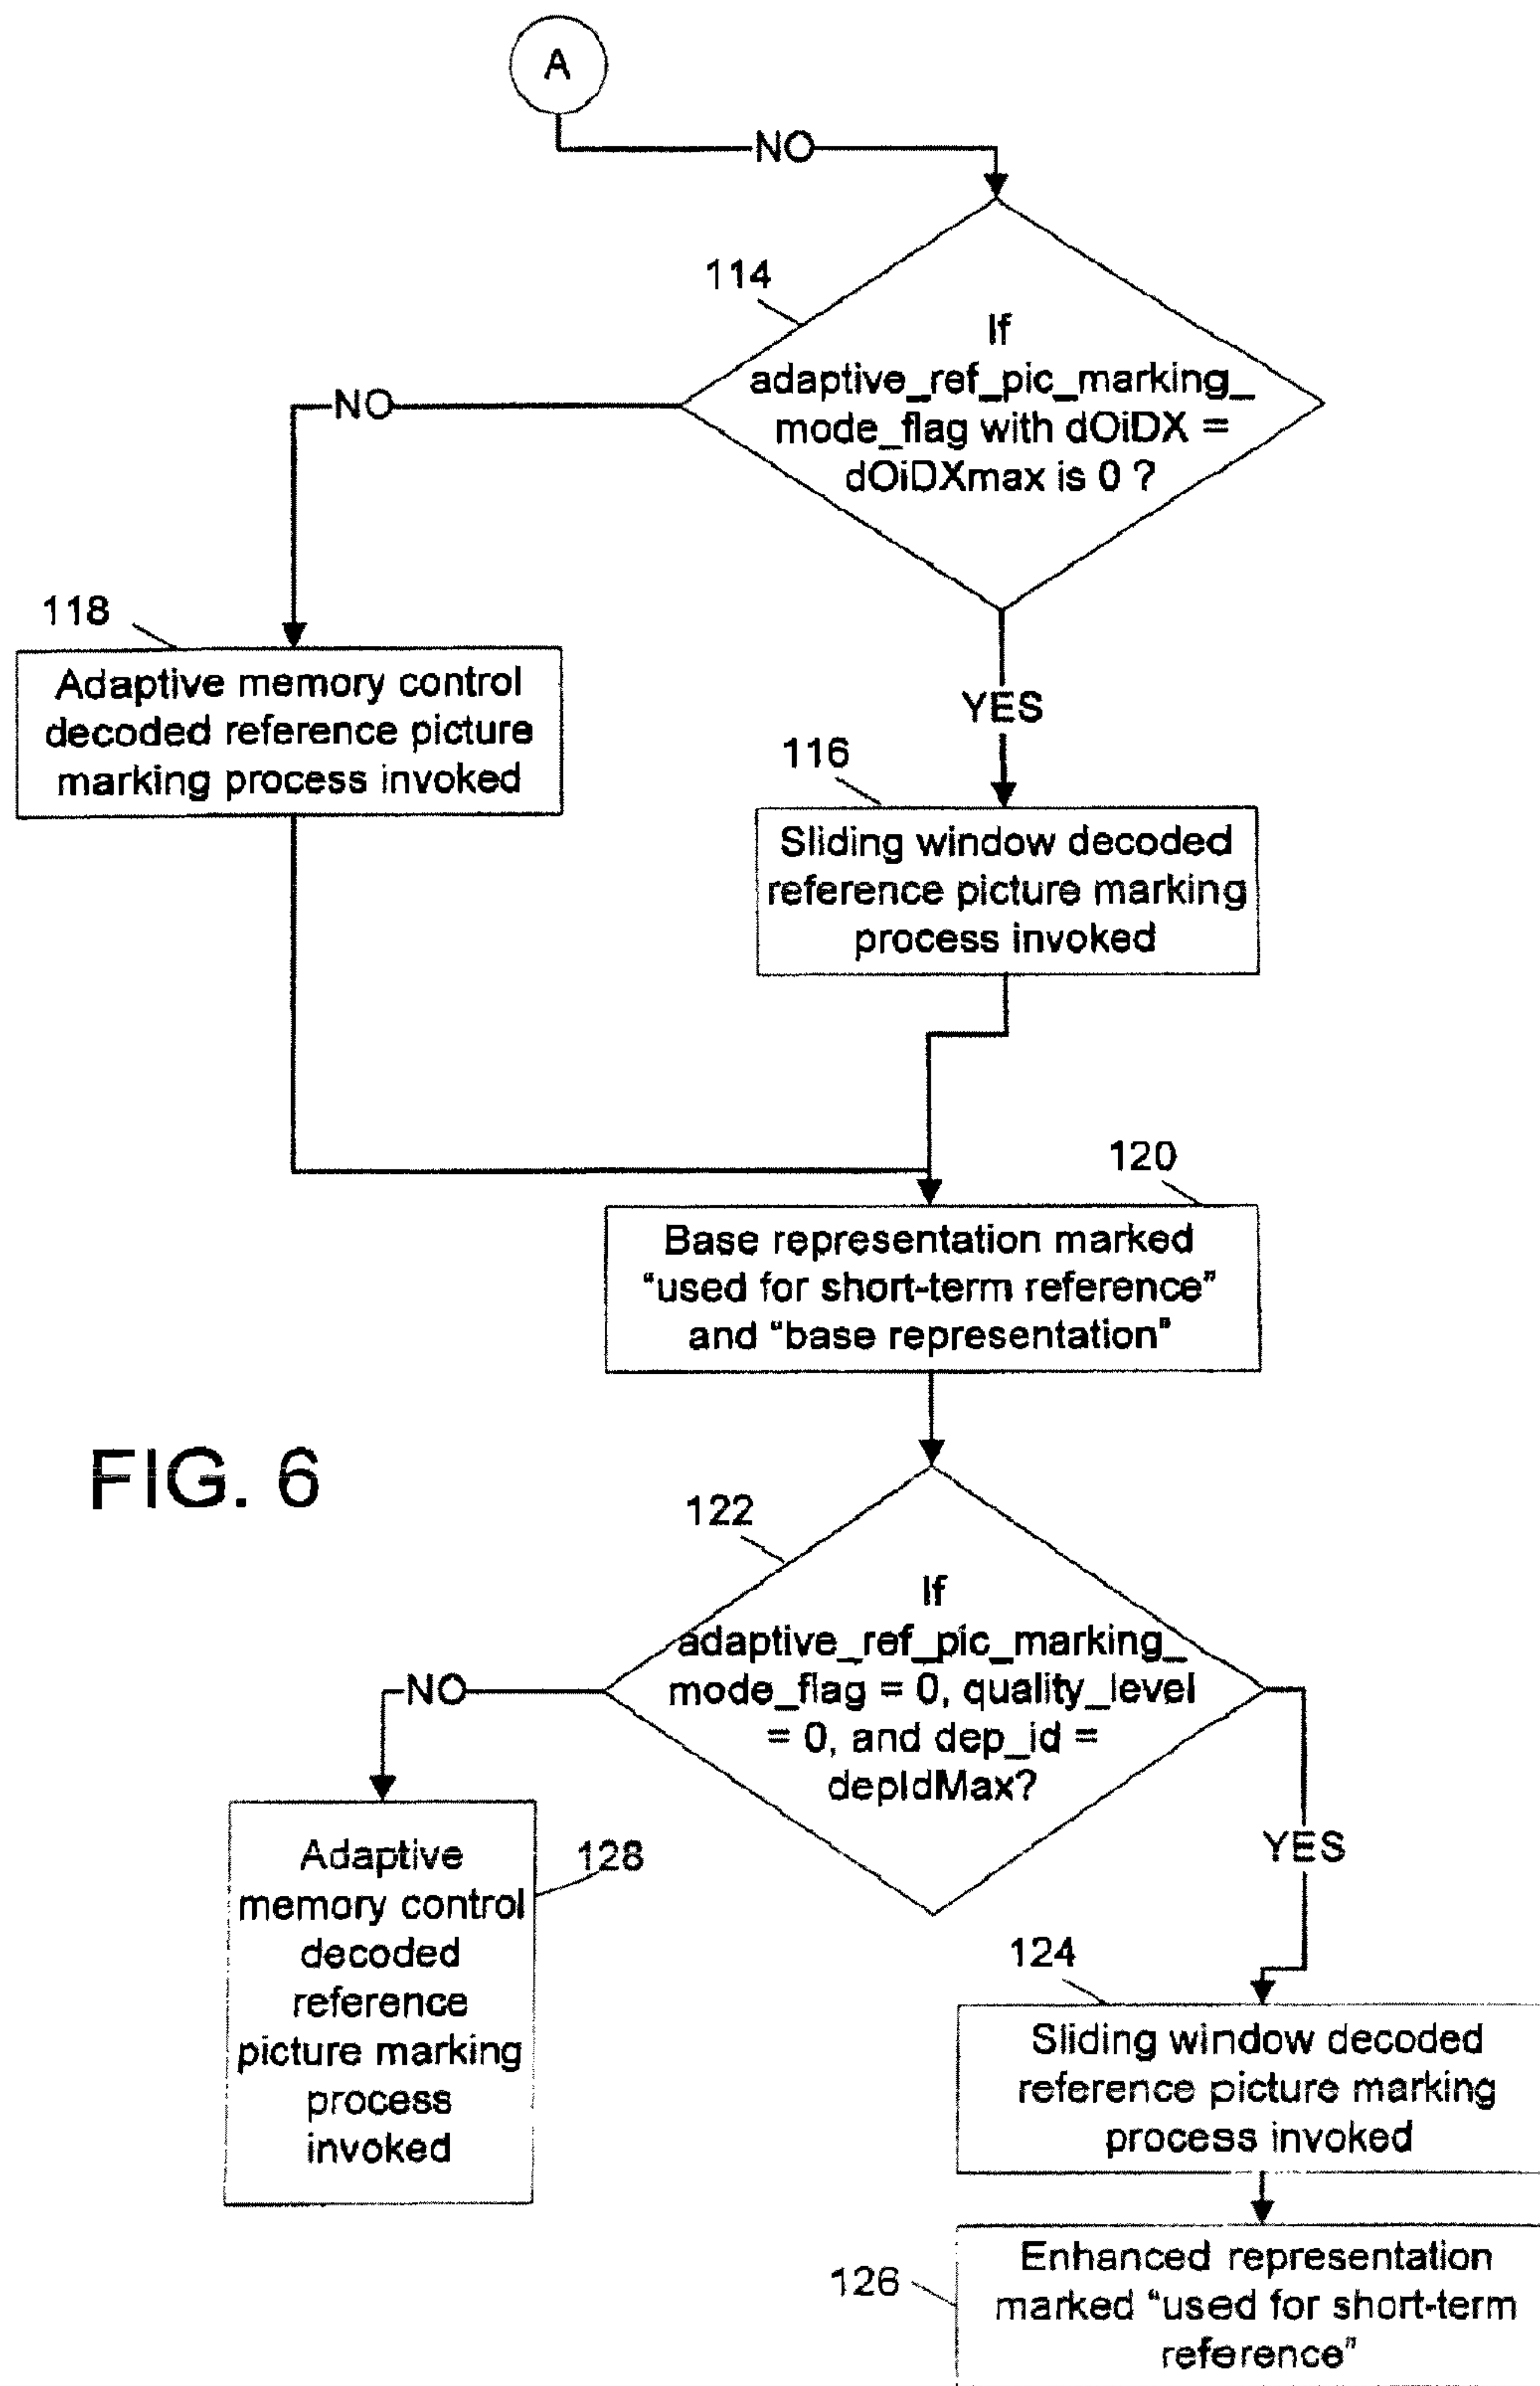 A
NO
114
If
adaptive_ref_pic_marking_
mode_flag with dOiDX =
dOiDXmax is 0 ?
NO
118
Adaptive memory control
decoded reference picture
marking process invoked
YES
116
Sliding window decoded
reference picture marking
process invoked
120
Base representation marked
“used for short-term reference”
and “base representation”
FIG. 6
122
If
adaptive_ref_pic_marking_
mode_flag = 0, quality_level
= 0, and dep_id =
depIdMax?
NO
YES
Adaptive
memory control
decoded
reference
picture marking
process
invoked
128
124
Sliding window decoded
reference picture marking
process invoked
126
Enhanced representation
marked “used for short-term
reference”